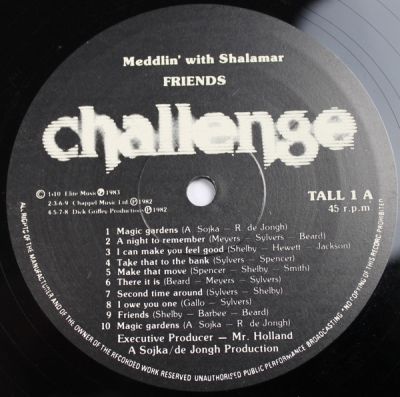 Meddlin' with Shalamar
FRIENDS
challenge
© 1-10 Elite Music ℗ 1983
2-3-6-9 Chappel Music Ltd ℗ 1982
4-5-7-8 Dick Griffey Productions ℗ 1982
TALL 1 A
45 r.p.m
1 Magic gardens (A Sojka – R de Jongh)
2 A night to remember (Meyers – Sylvers – Beard)
3 I can make you feel good (Shelby – Hewett – Jackson)
4 Take that to the bank (Sylvers – Spencer)
5 Make that move (Spencer – Shelby – Smith)
6 There it is (Beard – Meyers – Sylvers)
7 Second time around (Sylvers – Shelby)
8 I owe you one (Gallo – Sylvers)
9 Friends (Shelby – Barbee – Beard)
10 Magic gardens (A Sojka – R de Jongh)
Executive Producer – Mr. Holland
A Sojka/de Jongh Production
ALL RIGHTS OF THE MANUFACTURER AND OF THE OWNER OF THE RECORDED WORK RESERVED UNAUTHORISED PUBLIC PERFORMANCE BROADCASTING • NO COPYING OF THIS RECORD PROHIBITED